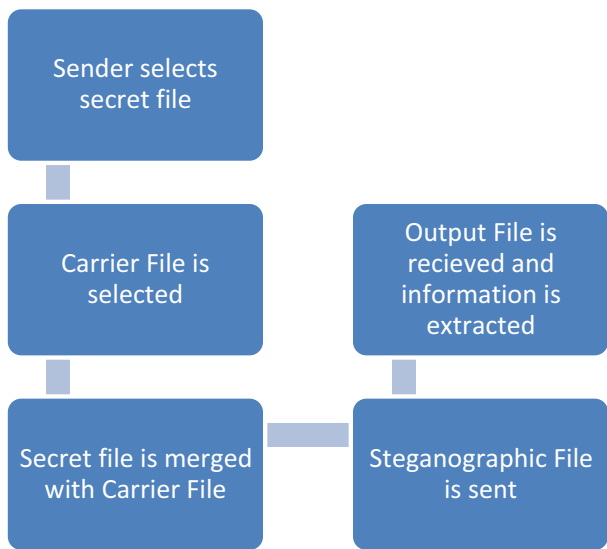 Sender selects
secret file
Carrier File is
selected
Secret file is merged
with Carrier File
Steganographic File
is sent
Output File is
recieved and
information is
extracted